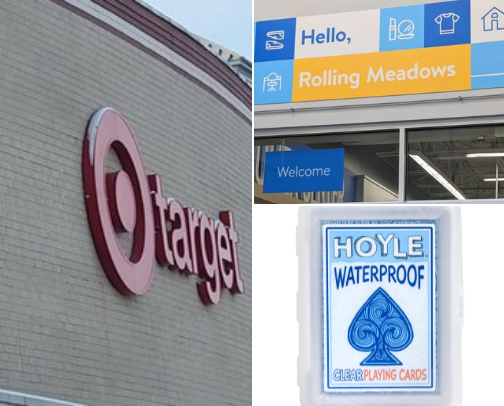 target
Hello,
Rolling Meadows
Welcome
HOYLE
WATERPROOF
CLEAR PLAYING CARDS